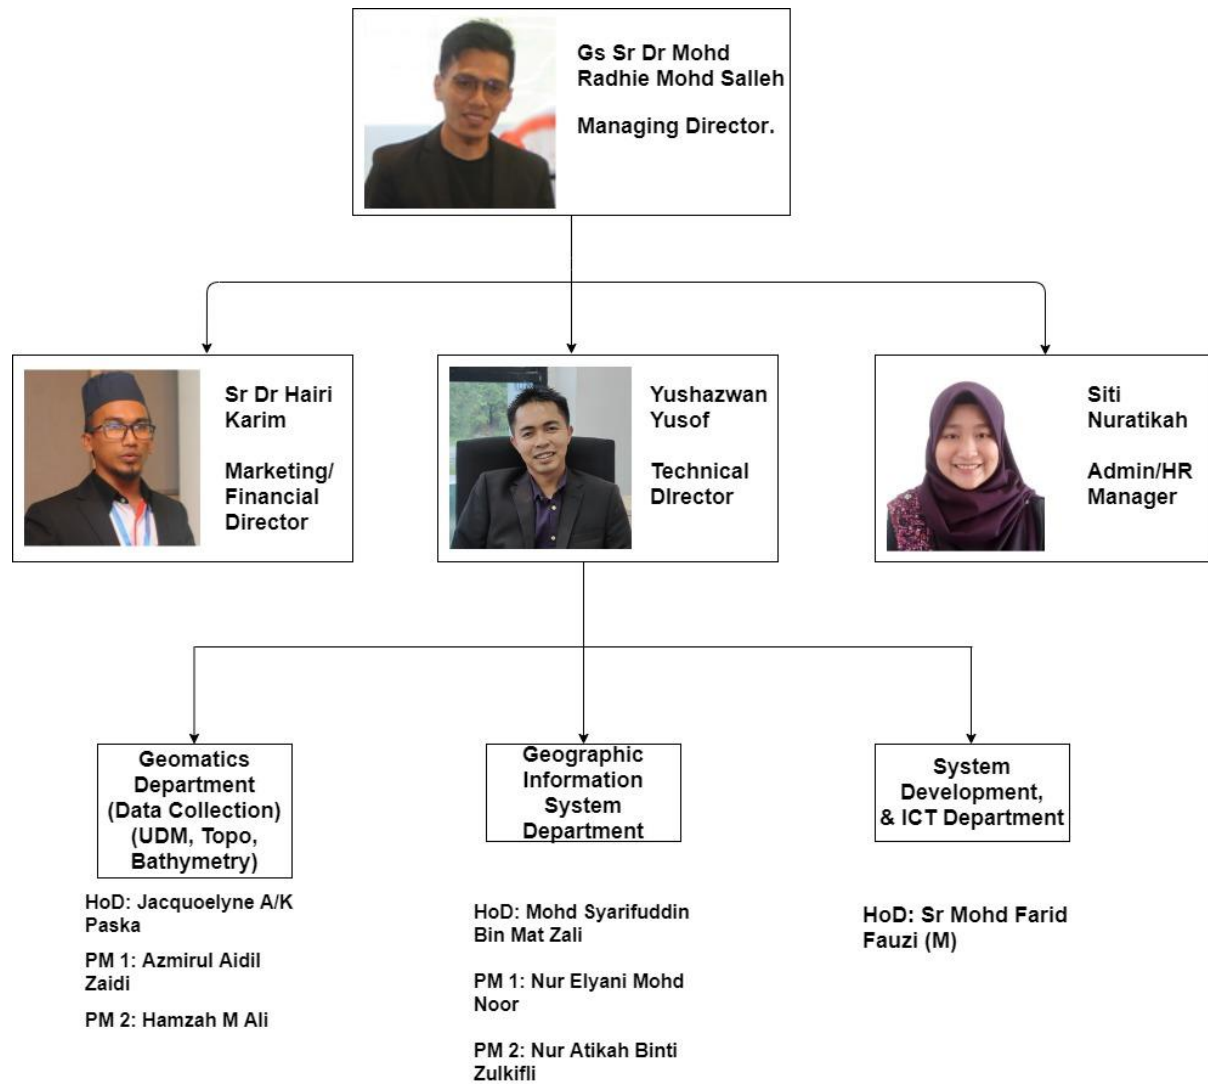 Gs Sr Dr Mohd
Radhie Mohd Salleh
Managing Director.
Sr Dr Hairi
Karim
Marketing/
Financial
Director
Yushazwan
Yusof
Technical
DIrector
Siti
Nuratikah
Admin/HR
Manager
Geomatics
Department
(Data Collection)
(UDM, Topo,
Bathymetry)
HoD: Jacquoelyne A/K
Paska
PM 1: Azmirul Aidil
Zaidi
PM 2: Hamzah M Ali
Geographic
Information
System
Department
HoD: Mohd Syarifuddin
Bin Mat Zali
PM 1: Nur Elyani Mohd
Noor
PM 2: Nur Atikah Binti
Zulkifli
System
Development,
& ICT Department
HoD: Sr Mohd Farid
Fauzi (M)